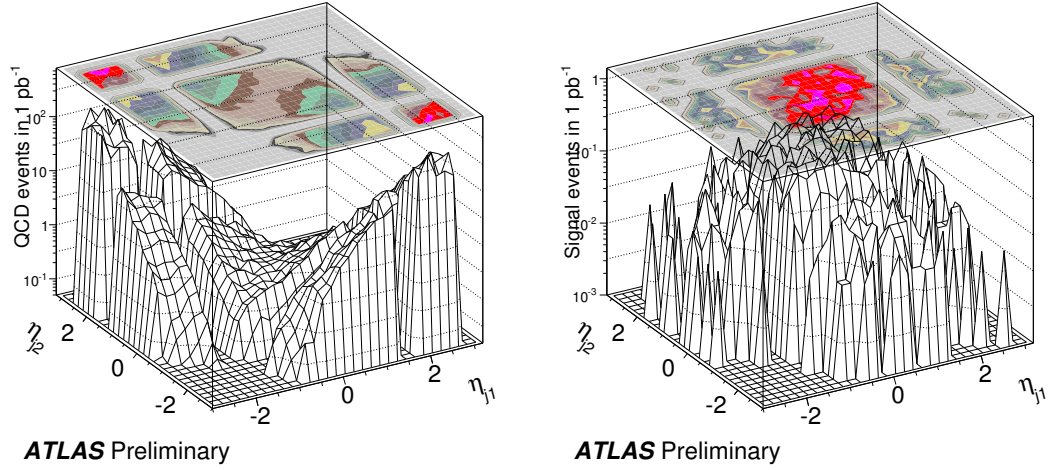 QCD events in 1 pb⁻¹
10²
10
1
10⁻¹
η_j2
2
0
-2
-2
0
2
η_j1
ATLAS Preliminary
Signal events in 1 pb⁻¹
1
10⁻¹
10⁻²
10⁻³
η_j2
2
0
-2
-2
0
2
η_j1
ATLAS Preliminary